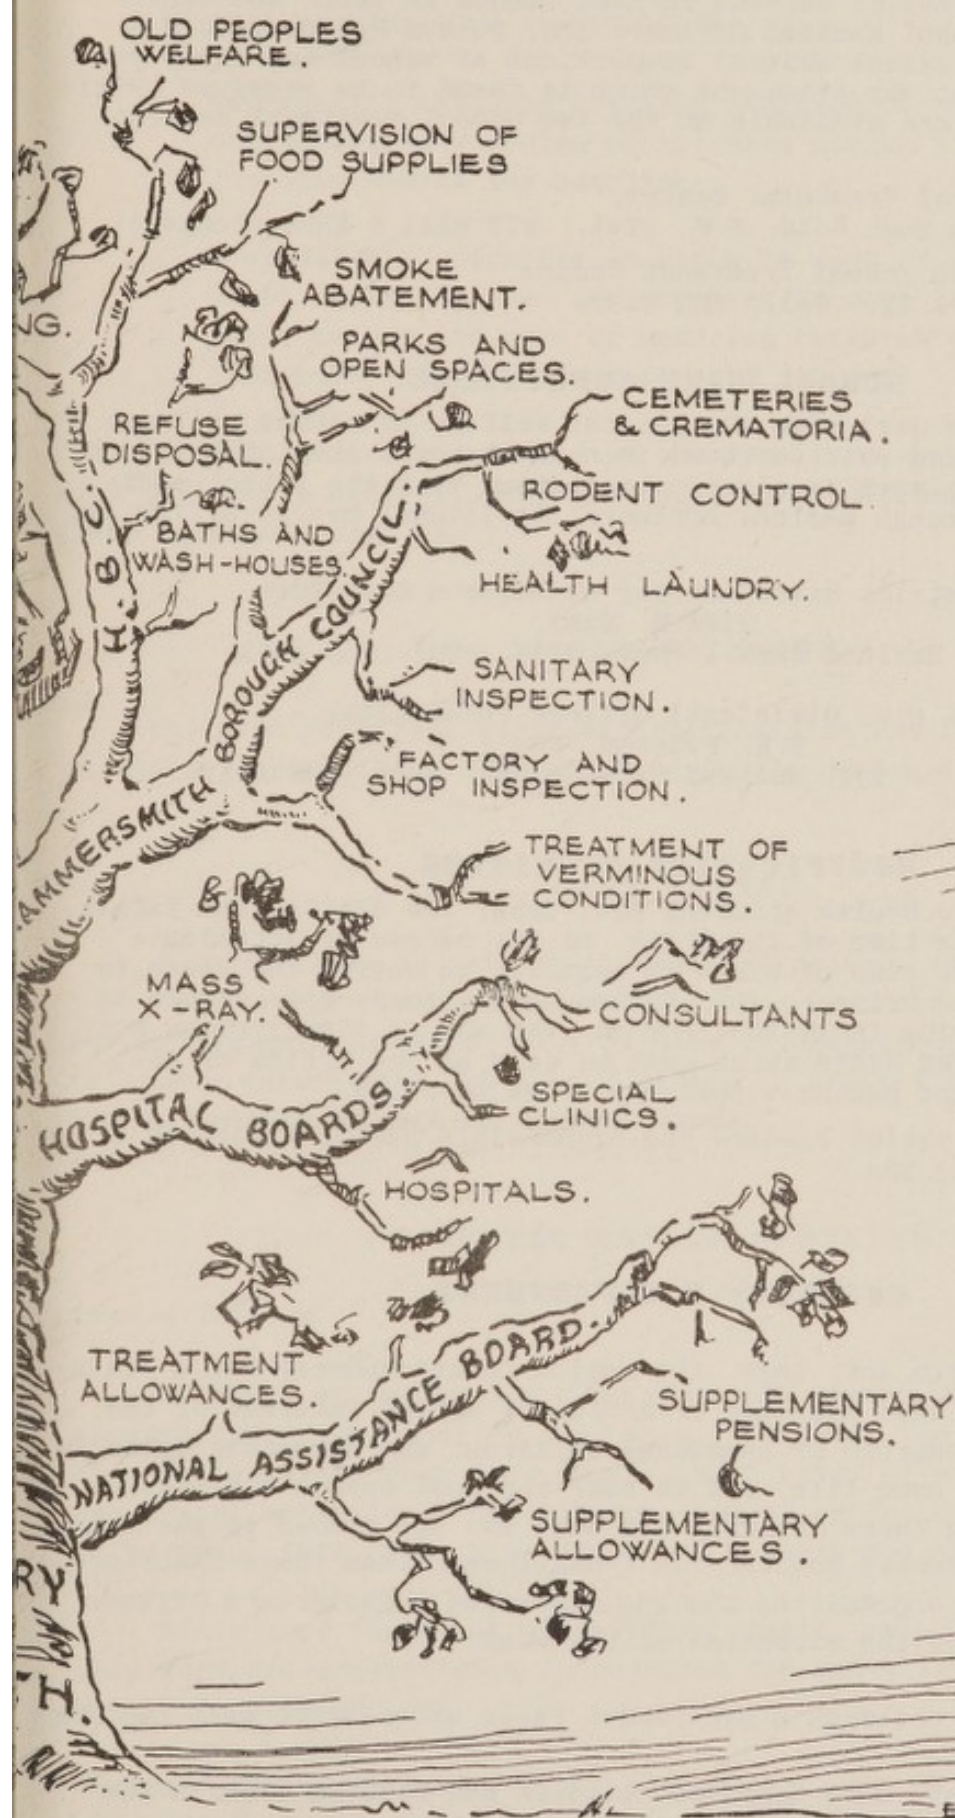 OLD PEOPLES
WELFARE.
SUPERVISION OF
FOOD SUPPLIES
SMOKE
ABATEMENT.
NG.
PARKS AND
OPEN SPACES.
CEMETERIES
& CREMATORIA.
REFUSE
DISPOSAL.
RODENT CONTROL
BATHS AND
WASH-HOUSES
HEALTH LAUNDRY.
H.B.C.
SANITARY
INSPECTION.
FACTORY AND
SHOP INSPECTION.
AMMERSMITH BOROUGH COUNCIL.
TREATMENT OF
VERMINOUS
CONDITIONS.
MASS
X-RAY.
CONSULTANTS
SPECIAL
CLINICS.
HOSPITAL BOARDS
HOSPITALS.
TREATMENT
ALLOWANCES.
NATIONAL ASSISTANCE BOARD.
SUPPLEMENTARY
PENSIONS.
SUPPLEMENTARY
ALLOWANCES.
RY